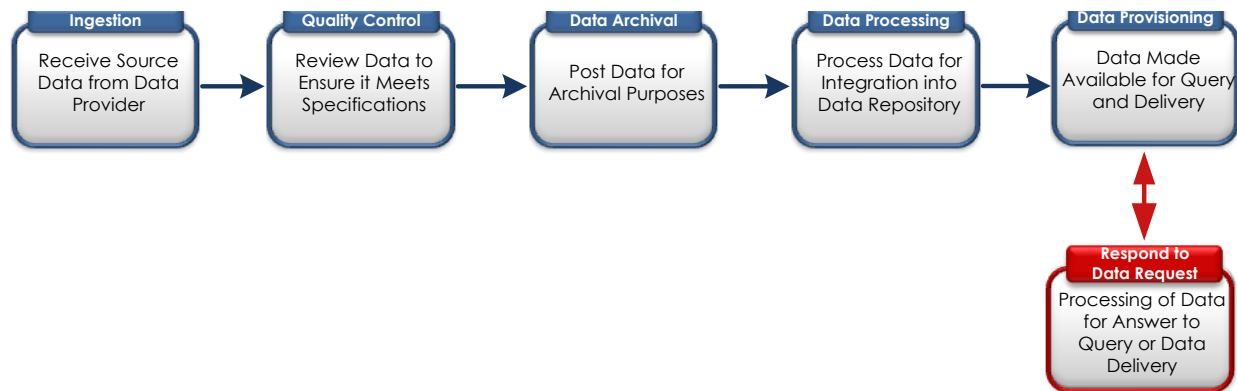 Ingestion
Receive Source
Data from Data
Provider
Quality Control
Review Data to
Ensure it Meets
Specifications
Data Archival
Post Data for
Archival Purposes
Data Processing
Process Data for
Integration into
Data Repository
Data Provisioning
Data Made
Available for Query
and Delivery
Respond to
Data Request
Processing of Data
for Answer to
Query or Data
Delivery